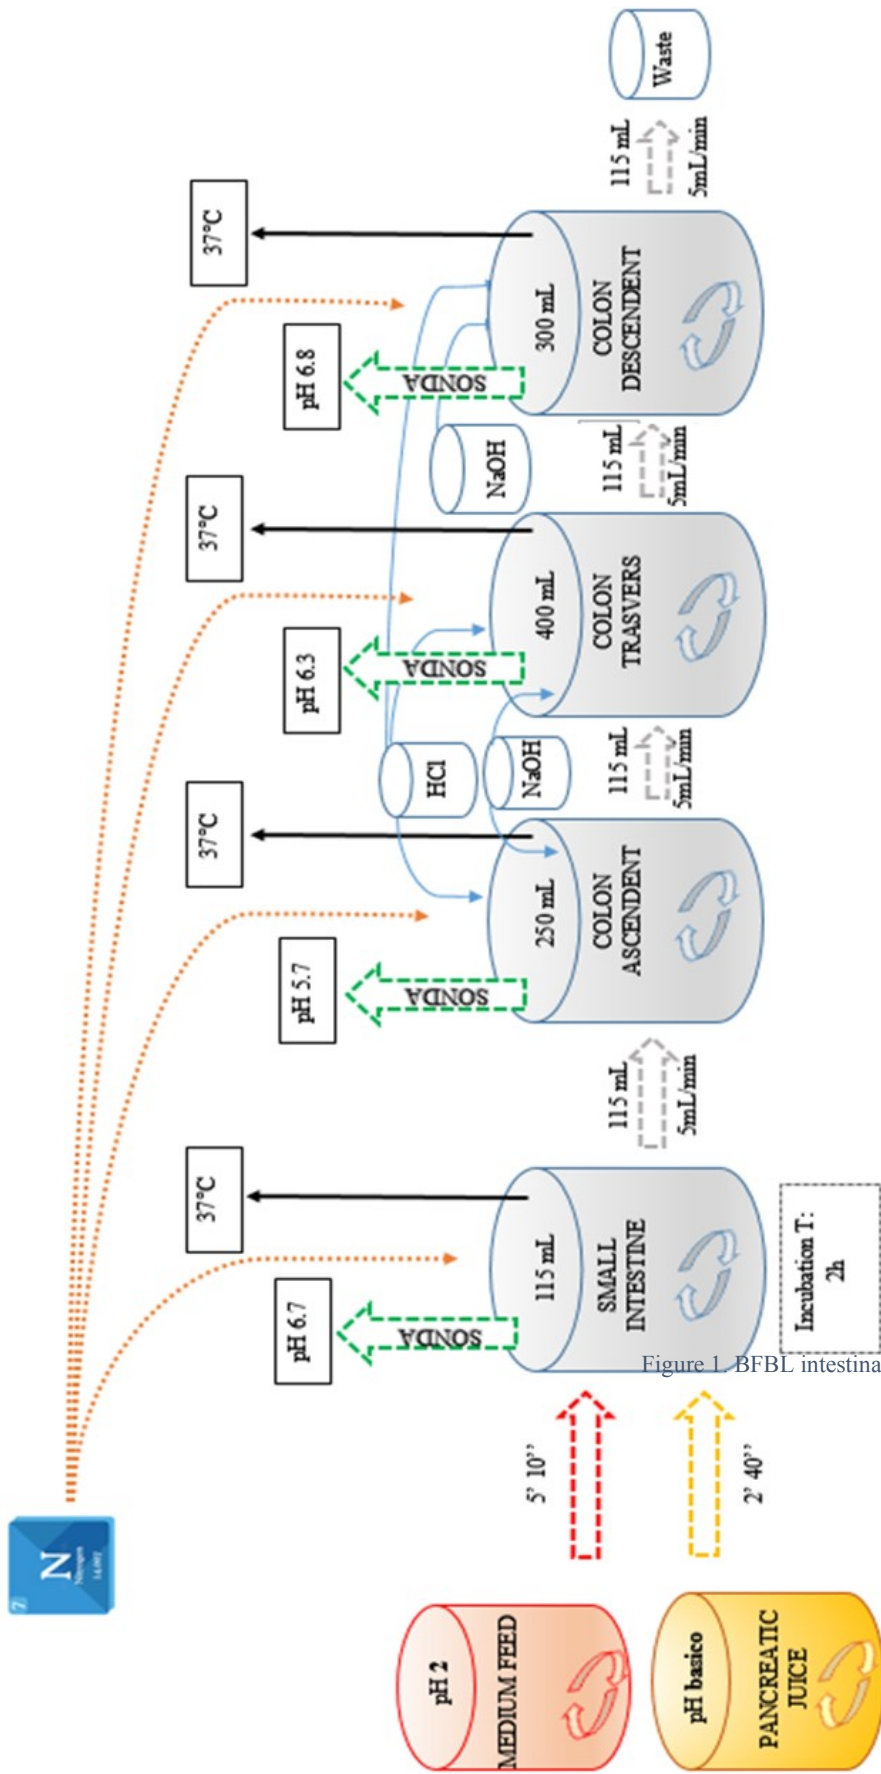 7
N
Nitrogen
14.007
pH 2
MEDIUM FEED
pH basico
PANCREATIC
JUICE
5’ 10’’
2’ 40’’
pH 6.7
37°C
SONDA
115 mL
SMALL
INTESTINE
Incubation T:
2h
115 mL
5mL/min
pH 5.7
37°C
SONDA
250 mL
COLON
ASCENDENT
HCl
NaOH
115 mL
5mL/min
pH 6.3
37°C
SONDA
400 mL
COLON
TRASVERS
NaOH
115 mL
5mL/min
pH 6.8
37°C
SONDA
300 mL
COLON
DESCENDENT
115 mL
5mL/min
Waste
Figure 1. BFBL intestina